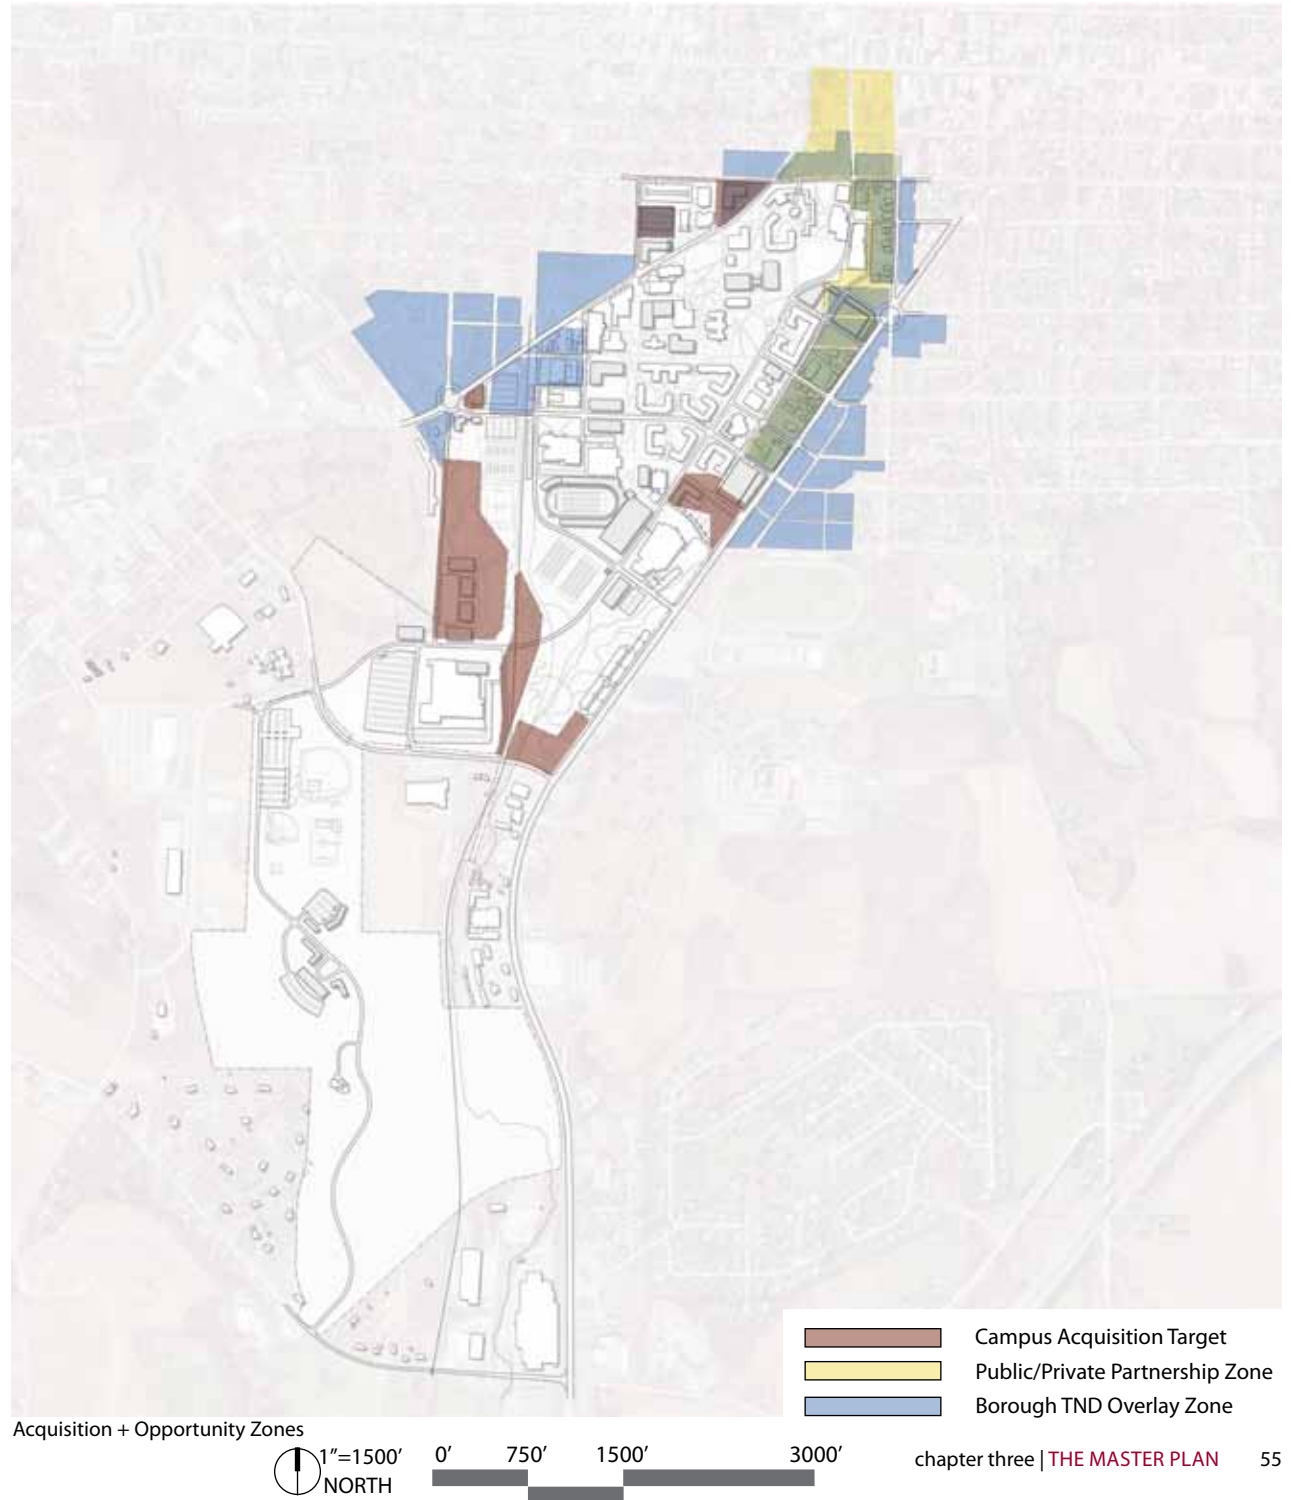 Campus Acquisition Target
Public/Private Partnership Zone
Borough TND Overlay Zone
Acquisition + Opportunity Zones
1”=1500’
NORTH
0’ 750’ 1500’ 3000’
chapter three | THE MASTER PLAN 55